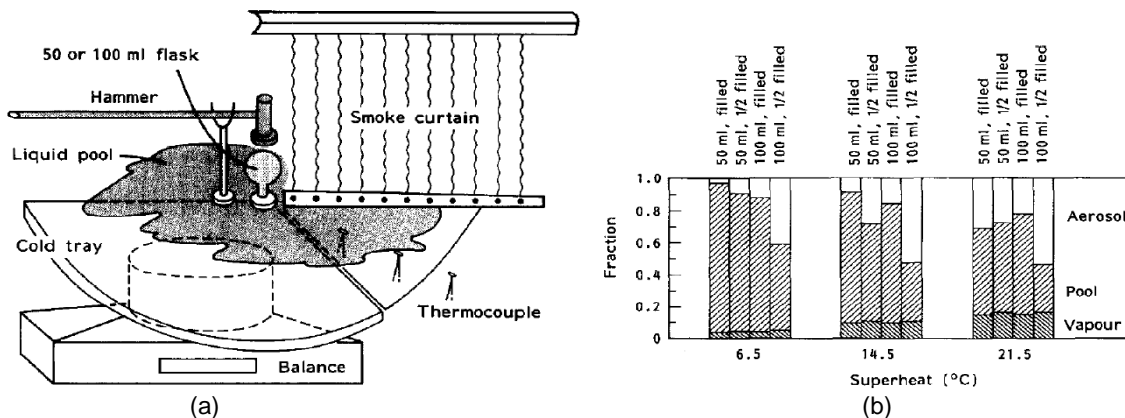 50 or 100 ml flask
Hammer
Smoke curtain
Liquid pool
Cold tray
Thermocouple
Balance
(a)
50 ml, filled
50 ml, 1/2 filled
100 ml, filled
100 ml, 1/2 filled
50 ml, filled
50 ml, 1/2 filled
100 ml, filled
100 ml, 1/2 filled
50 ml, filled
50 ml, 1/2 filled
100 ml, filled
100 ml, 1/2 filled
1.0
0.8
0.6
0.4
0.2
0
Fraction
Aerosol
Pool
Vapour
6.5
14.5
21.5
Superheat (°C)
(b)